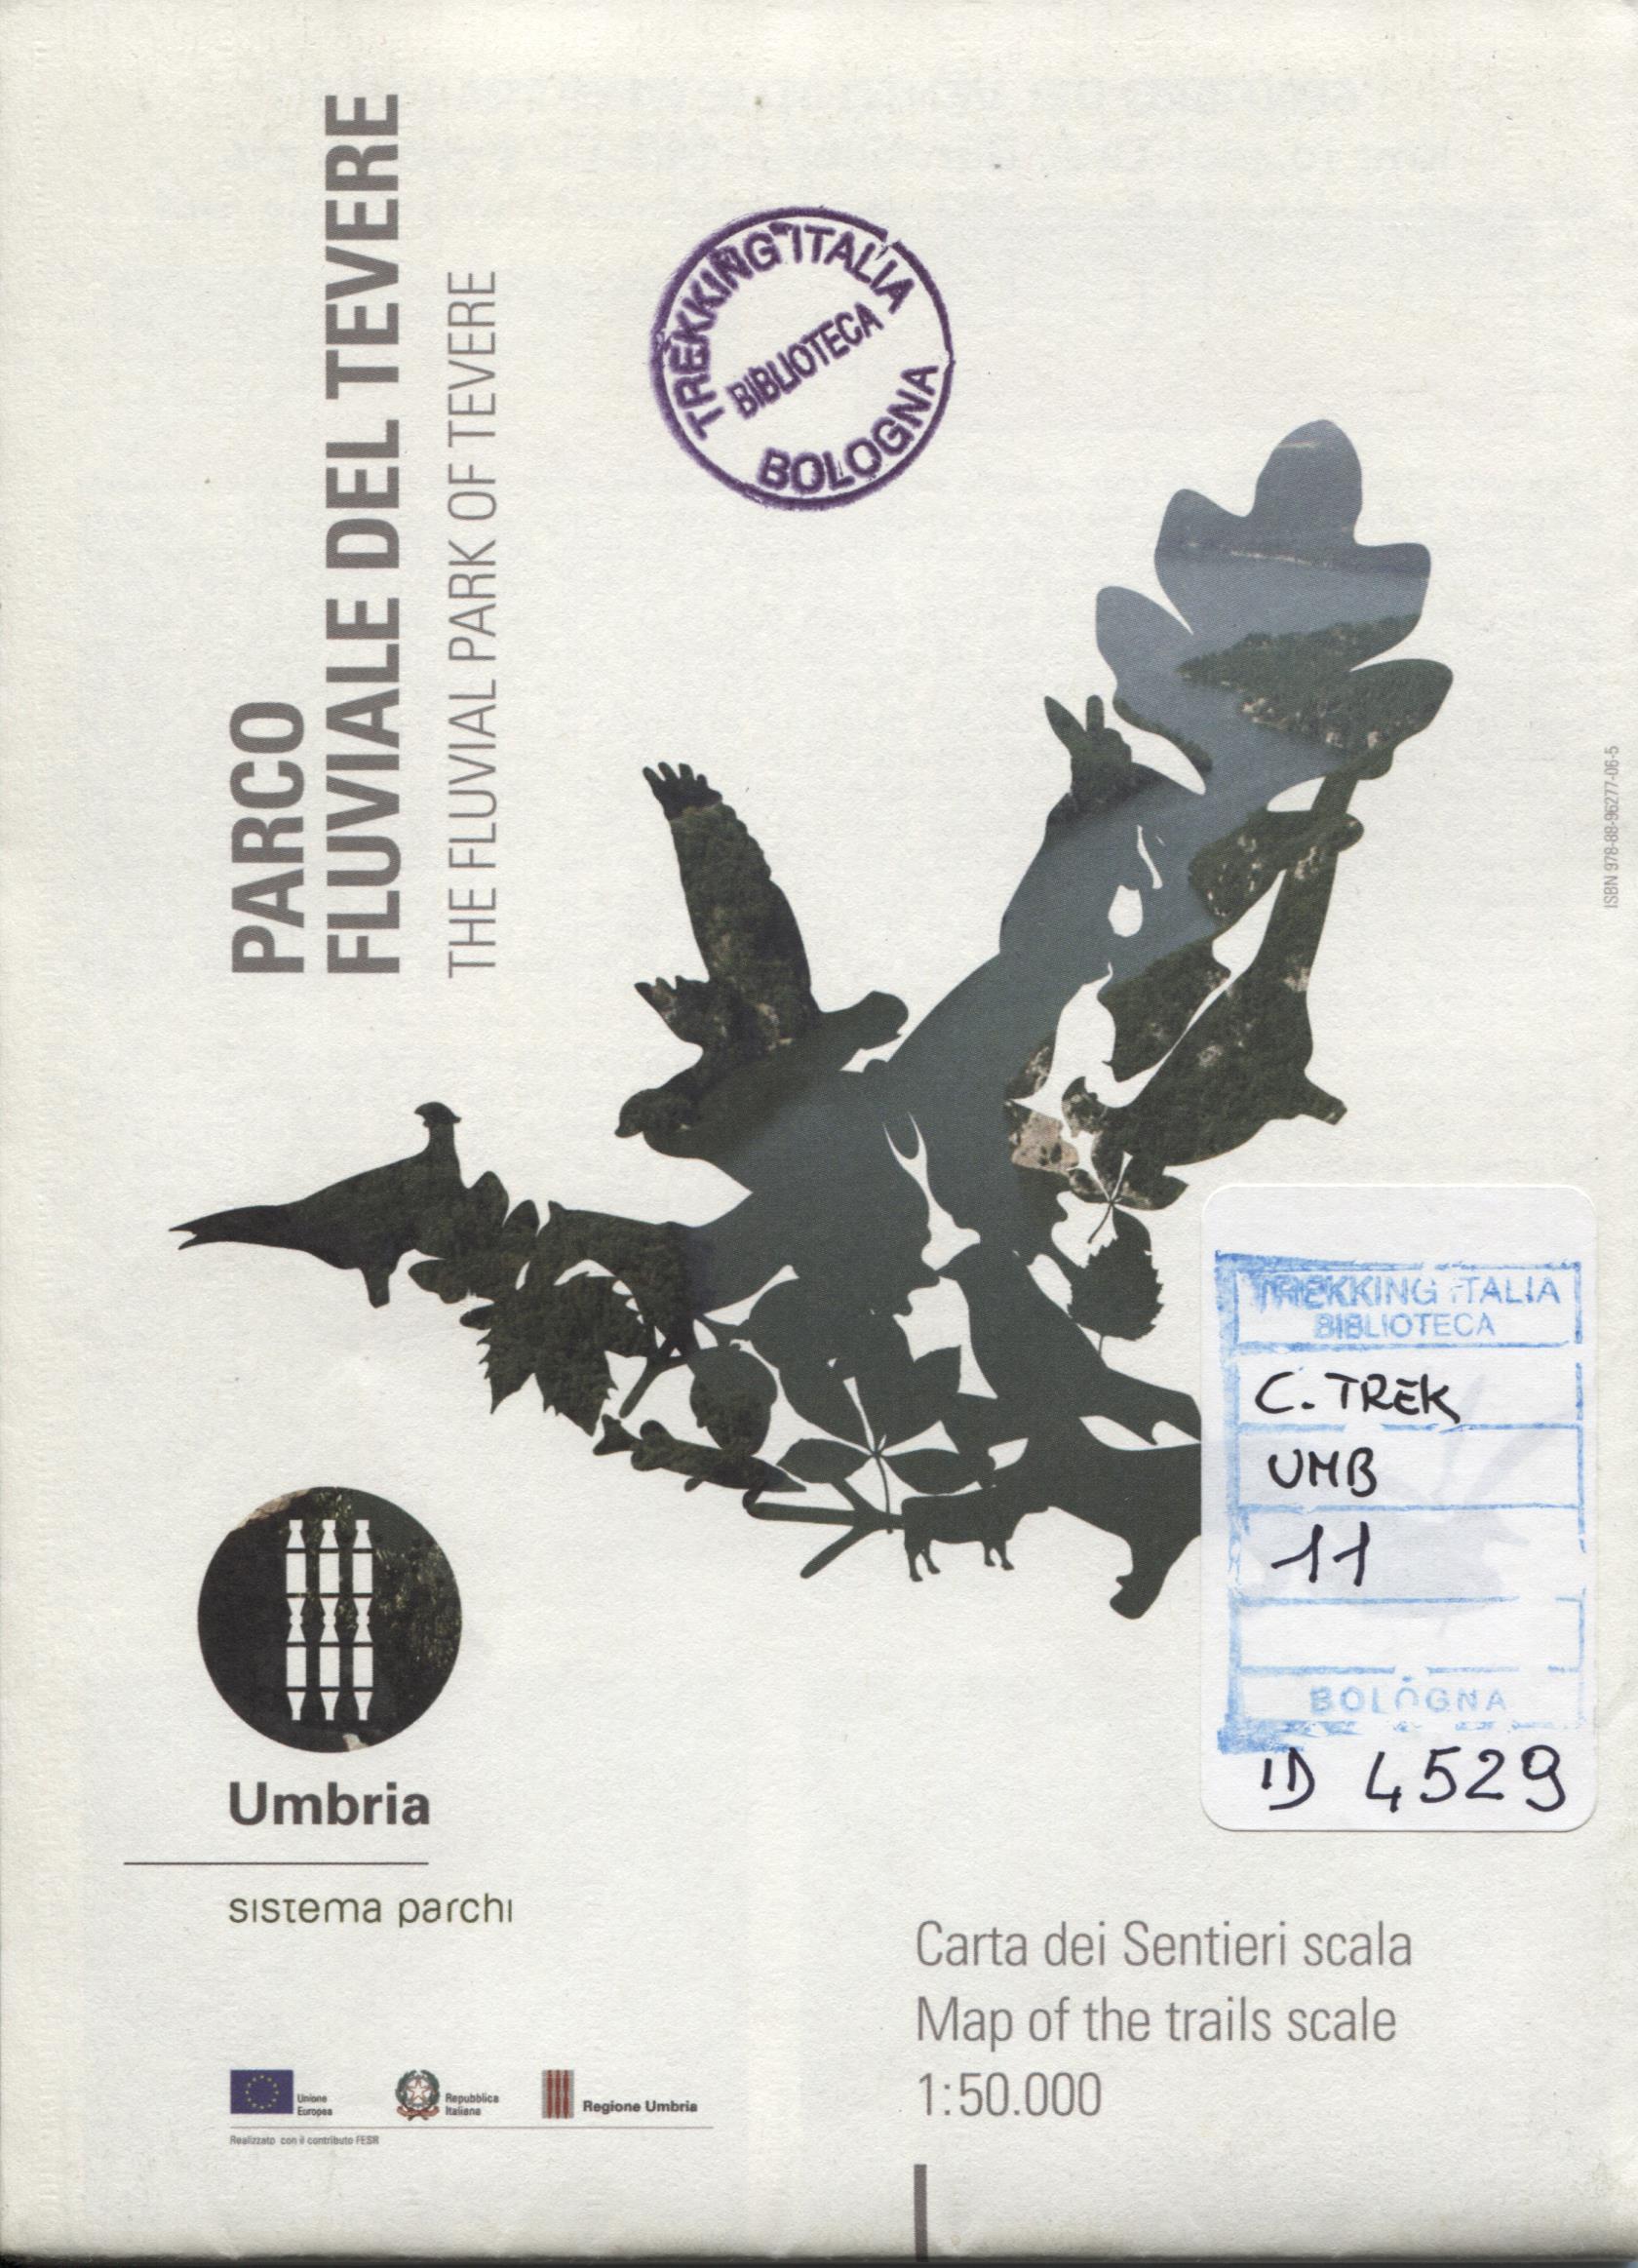 PARCO
FLUVIALE DEL TEVERE
THE FLUVIAL PARK OF TEVERE
TREKKING ITALIA
BIBLIOTECA
BOLOGNA
ISBN 978-88-96277-06-5
TREKKING ITALIA
BIBLIOTECA
C. TREK
UMB
11
BOLOGNA
ID 4529
Umbria
sistema parchi
Carta dei Sentieri scala
Map of the trails scale
1:50.000
Unione
Europea
Repubblica
Italiana
Regione Umbria
Realizzato con il contributo FESR